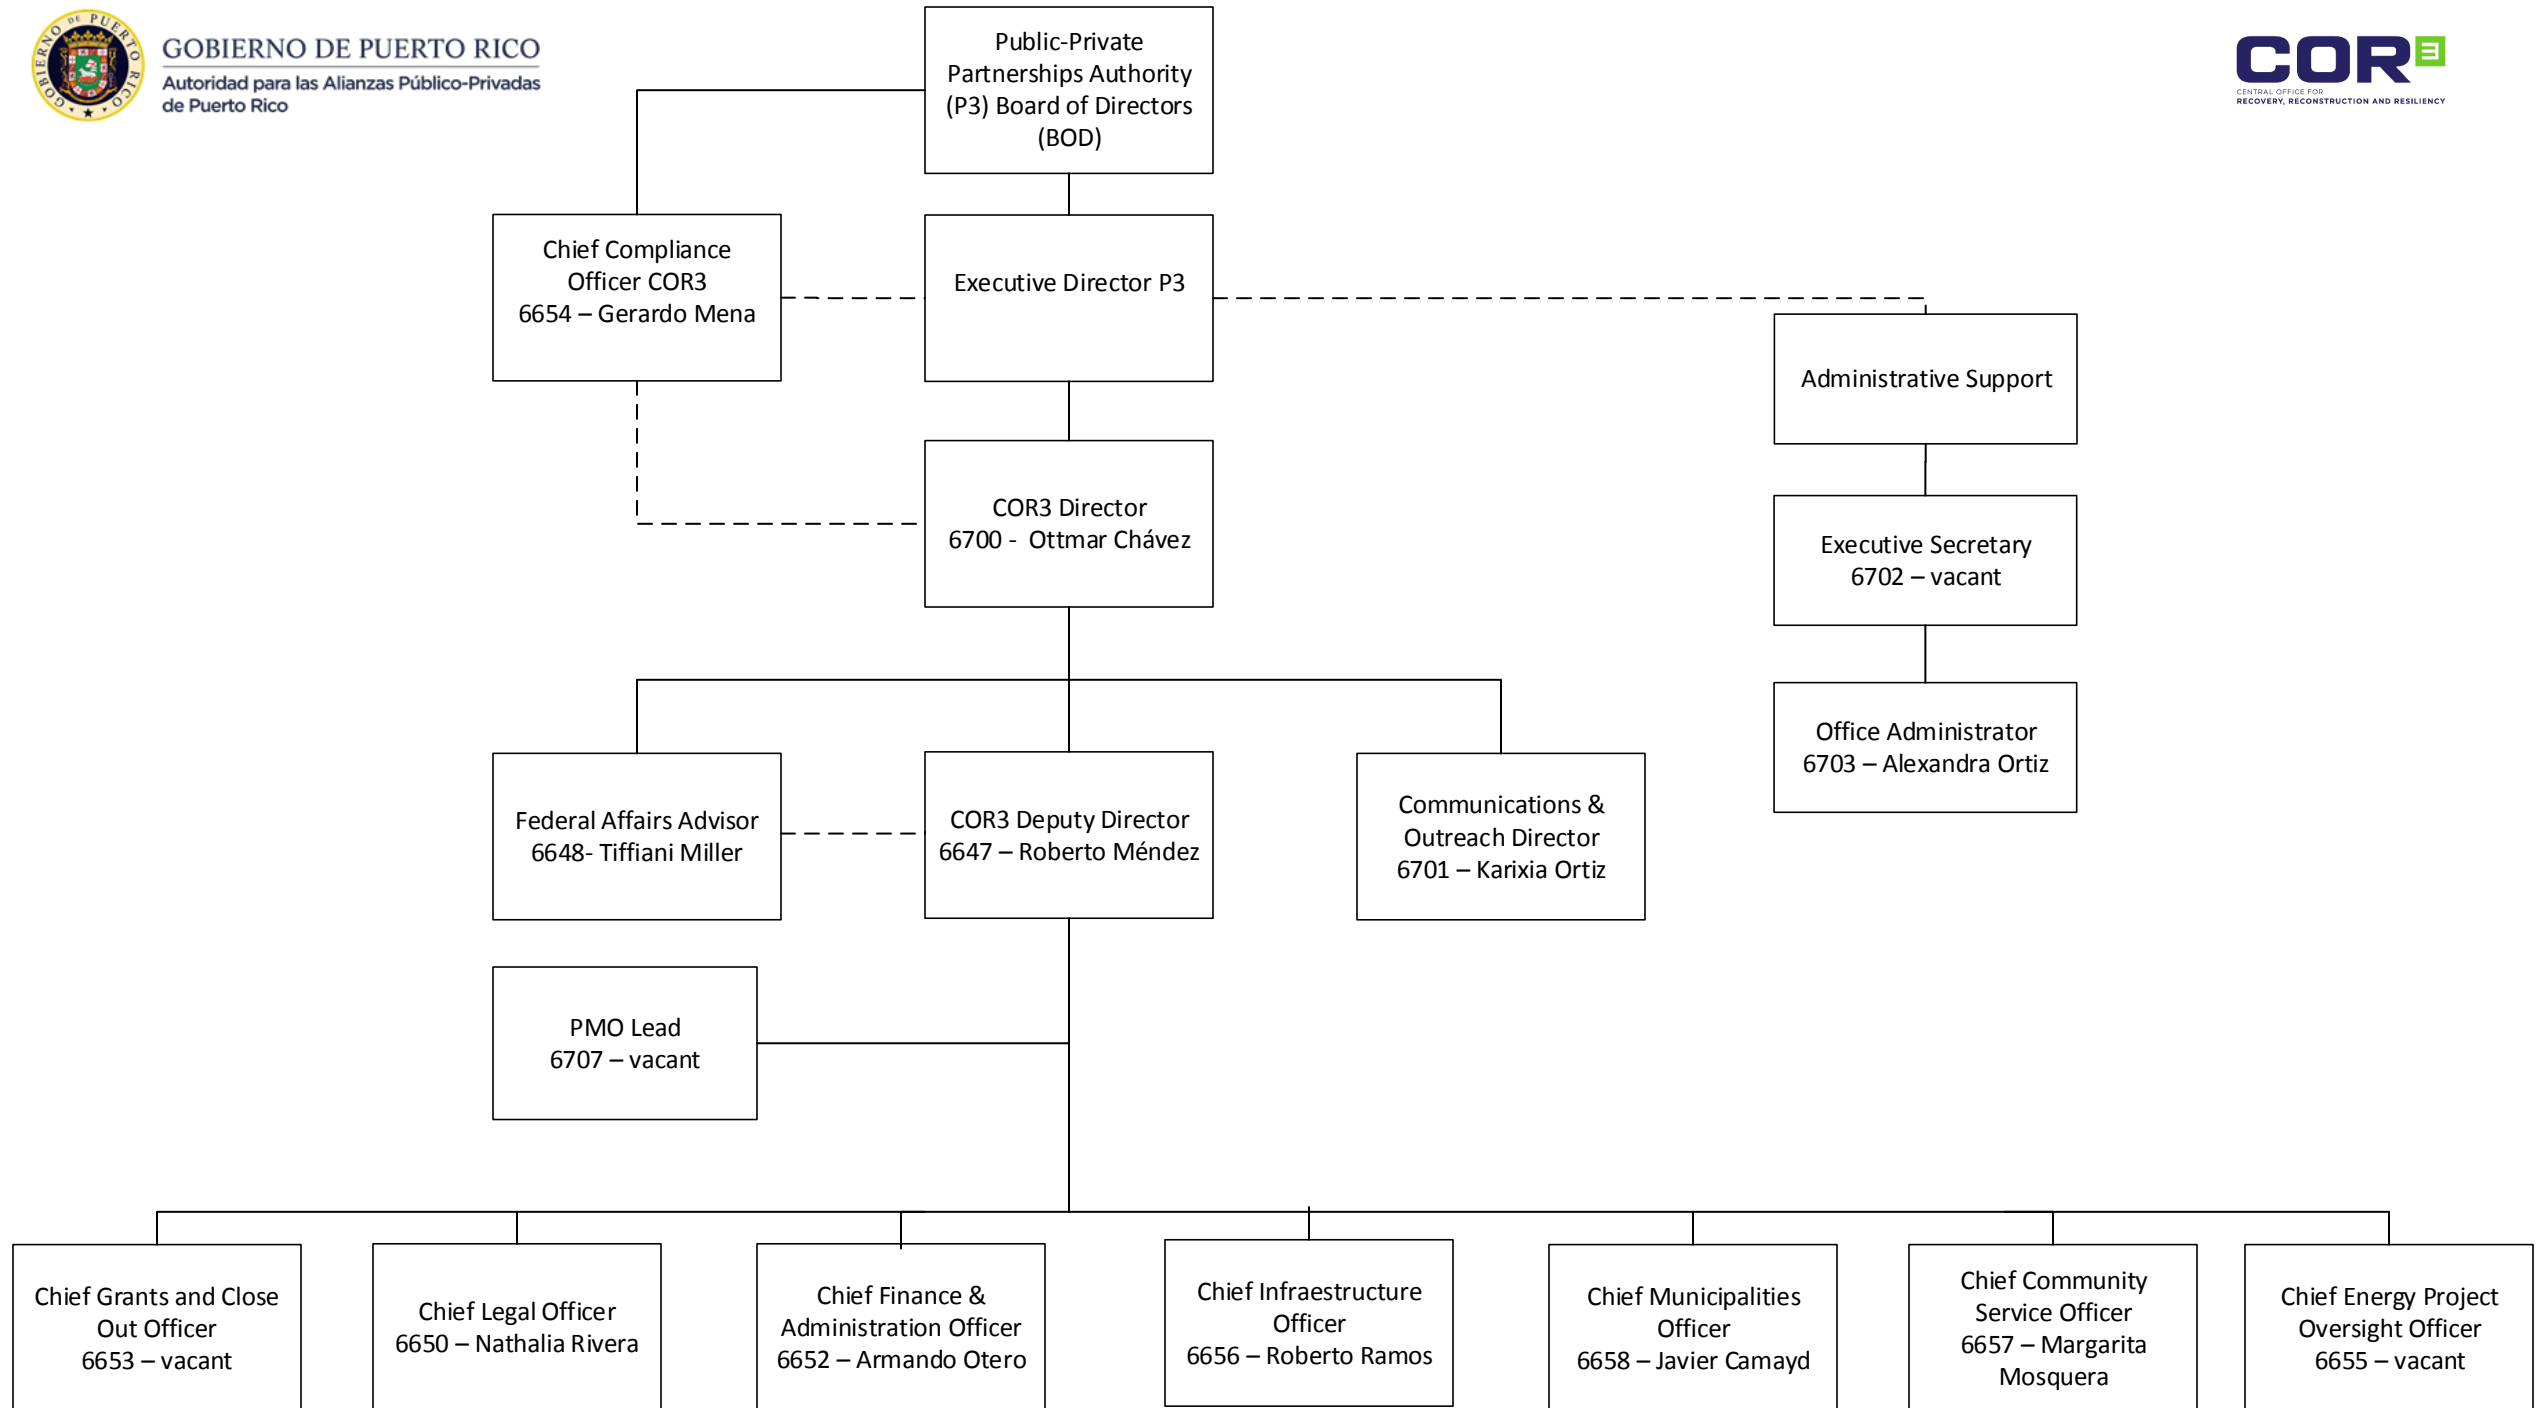 GOBIERNO DE PUERTO RICO
GOBIERNO DE PUERTO RICO
Autoridad para las Alianzas Público-Privadas
de Puerto Rico
COR3
CENTRAL OFFICE FOR
RECOVERY, RECONSTRUCTION AND RESILIENCY
Public-Private
Partnerships Authority
(P3) Board of Directors
(BOD)
Chief Compliance
Officer COR3
6654 – Gerardo Mena
Executive Director P3
Administrative Support
COR3 Director
6700 -  Ottmar Chávez
Executive Secretary
6702 – vacant
Office Administrator
6703 – Alexandra Ortiz
Federal Affairs Advisor
6648- Tiffiani Miller
COR3 Deputy Director
6647 – Roberto Méndez
Communications &
Outreach Director
6701 – Karixia Ortiz
PMO Lead
6707 – vacant
Chief Grants and Close
Out Officer
6653 – vacant
Chief Legal Officer
6650 – Nathalia Rivera
Chief Finance &
Administration Officer
6652 – Armando Otero
Chief Infraestructure
Officer
6656 – Roberto Ramos
Chief Municipalities
Officer
6658 – Javier Camayd
Chief Community
Service Officer
6657 – Margarita
Mosquera
Chief Energy Project
Oversight Officer
6655 – vacant